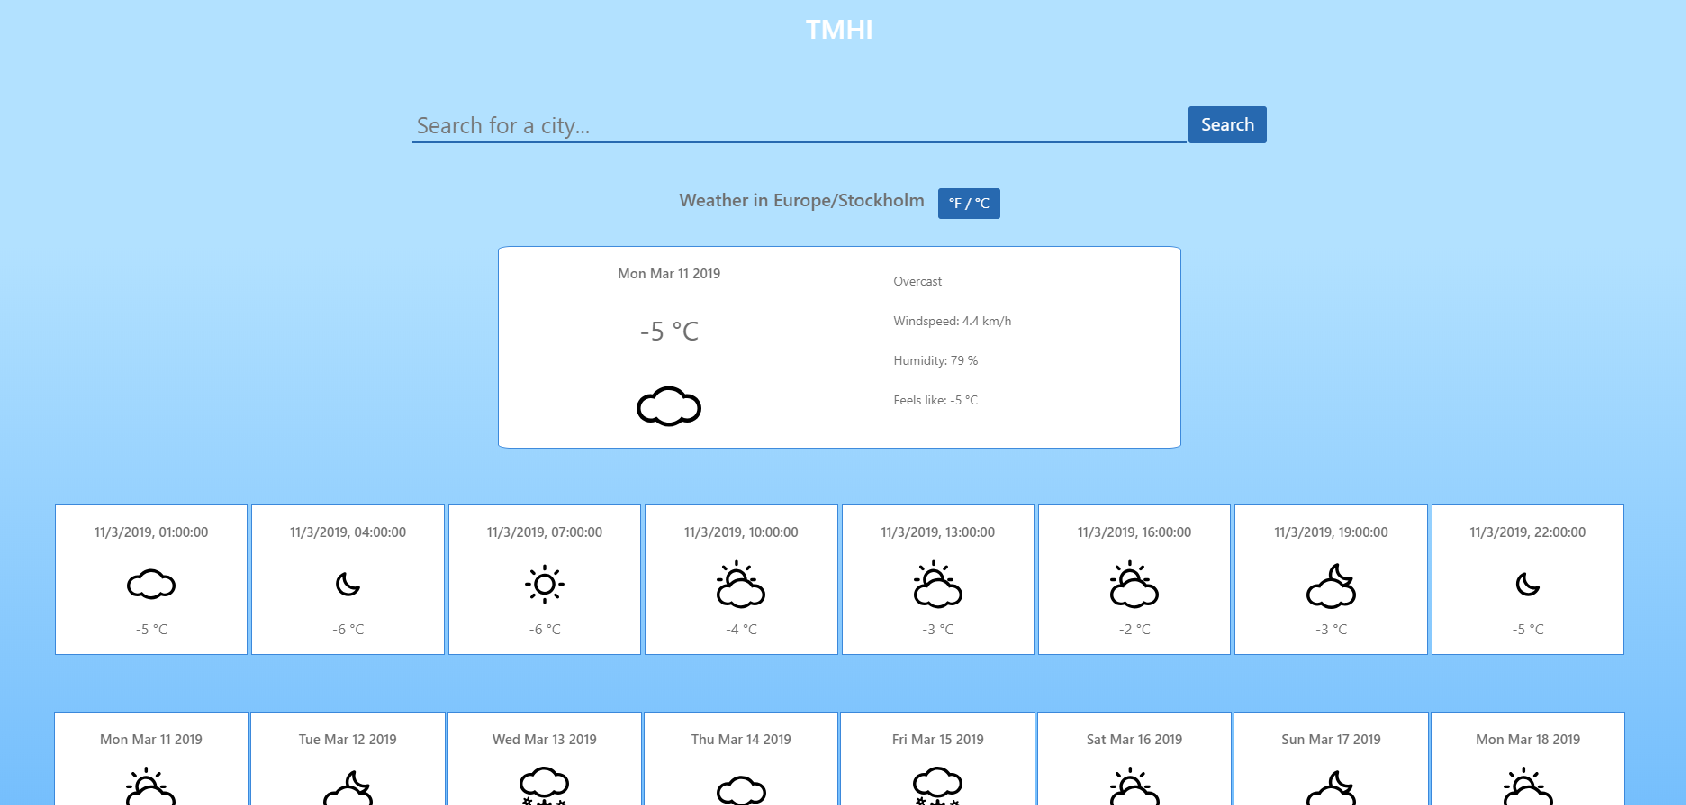 TMHI
Search for a city...
Search
Weather in Europe/Stockholm
°F / °C
Mon Mar 11 2019
-5 °C
Overcast
Windspeed: 4.4 km/h
Humidity: 79 %
Feels like: -5 °C
11/3/2019, 01:00:00
-5 °C
11/3/2019, 04:00:00
-6 °C
11/3/2019, 07:00:00
-6 °C
11/3/2019, 10:00:00
-4 °C
11/3/2019, 13:00:00
-3 °C
11/3/2019, 16:00:00
-2 °C
11/3/2019, 19:00:00
-3 °C
11/3/2019, 22:00:00
-5 °C
Mon Mar 11 2019
Tue Mar 12 2019
Wed Mar 13 2019
Thu Mar 14 2019
Fri Mar 15 2019
Sat Mar 16 2019
Sun Mar 17 2019
Mon Mar 18 2019